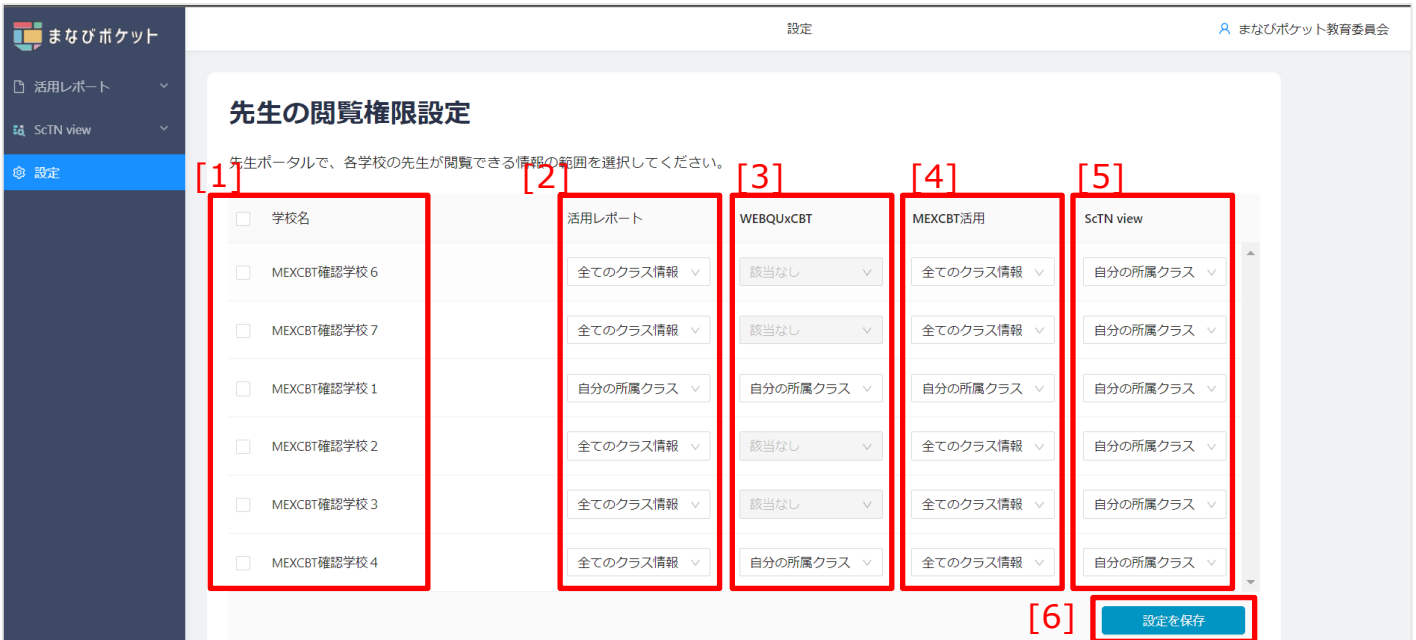 まなびポケット
設定
まなびポケット教育委員会
活用レポート
ScTN view
設定
先生の閲覧権限設定
先生ポータルで、各学校の先生が閲覧できる情報の範囲を選択してください。
[1] [2] [3] [4] [5]
学校名 活用レポート WEBQUxCBT MEXCBT活用 ScTN view
MEXCBT確認学校６ 全てのクラス情報 該当なし 全てのクラス情報 自分の所属クラス
MEXCBT確認学校７ 全てのクラス情報 該当なし 全てのクラス情報 自分の所属クラス
MEXCBT確認学校１ 自分の所属クラス 自分の所属クラス 自分の所属クラス 自分の所属クラス
MEXCBT確認学校２ 全てのクラス情報 該当なし 全てのクラス情報 自分の所属クラス
MEXCBT確認学校３ 全てのクラス情報 該当なし 全てのクラス情報 自分の所属クラス
MEXCBT確認学校４ 全てのクラス情報 自分の所属クラス 全てのクラス情報 自分の所属クラス
[6] 設定を保存